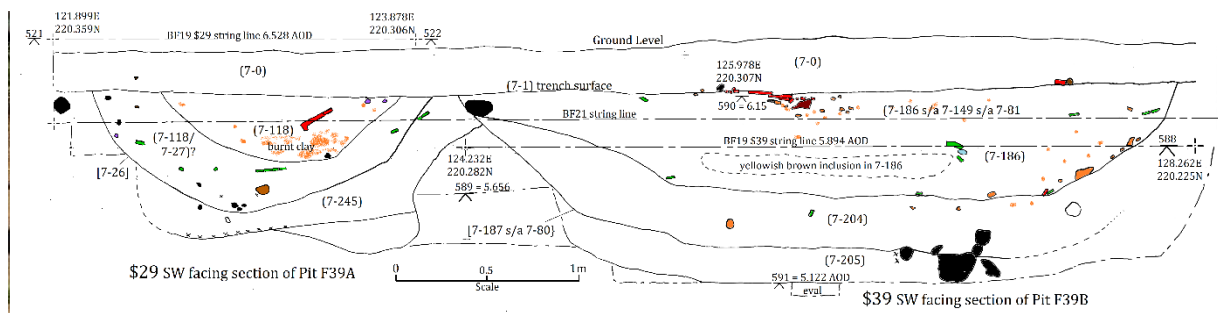 121.899E
220.359N
123.878E
220.306N
521
BF19 $29 string line 6.528 AOD
522
Ground Level
(7-0)
125.978E
220.307N
(7-0)
(7-1) trench surface
590 = 6.15
(7-186 s/a 7-149 s/a 7-81
BF21 string line
(7-118/
7-27)?
(7-118)
burnt clay
BF19 $39 string line 5.894 AOD
588
[7-26]
124.232E
220.282N
yellowish brown inclusion in 7-186
(7-186)
128.262E
220.225N
589 = 5.656
(7-245)
(7-204)
[7-187 s/a 7-80}
(7-205)
$29 SW facing section of Pit F39A
0 0.5 1m
Scale
591 = 5.122 AOD
eval
$39 SW facing section of Pit F39B